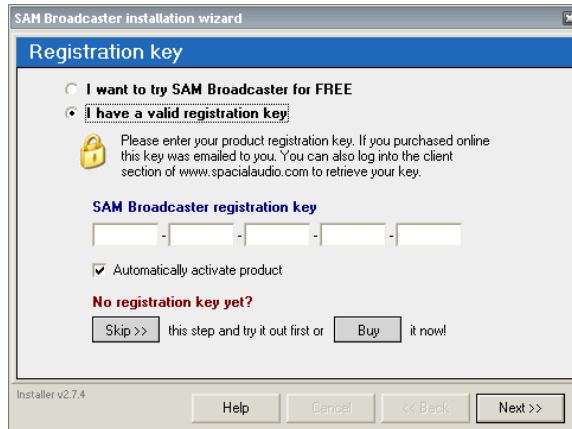 SAM Broadcaster installation wizard
Registration key
I want to try SAM Broadcaster for FREE
I have a valid registration key
Please enter your product registration key. If you purchased online
this key was emailed to you. You can also log into the client
section of www.spacialaudio.com to retrieve your key.
SAM Broadcaster registration key
- - - -
Automatically activate product
No registration key yet?
Skip >> this step and try it out first or Buy it now!
Installer v2.7.4
Help Cancel << Back Next >>